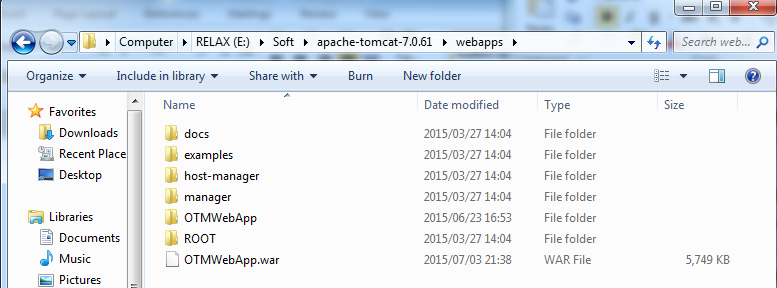 Computer RELAX (E:) Soft apache-tomcat-7.0.61 webapps Search web...
Organize Include in library Share with Burn New folder
Favorites
Downloads
Recent Place
Desktop
Libraries
Documents
Music
Pictures
Name Date modified Type Size
docs 2015/03/27 14:04 File folder
examples 2015/03/27 14:04 File folder
host-manager 2015/03/27 14:04 File folder
manager 2015/03/27 14:04 File folder
OTMWebApp 2015/06/23 16:53 File folder
ROOT 2015/03/27 14:04 File folder
OTMWebApp.war 2015/07/03 21:38 WAR File 5,749 KB